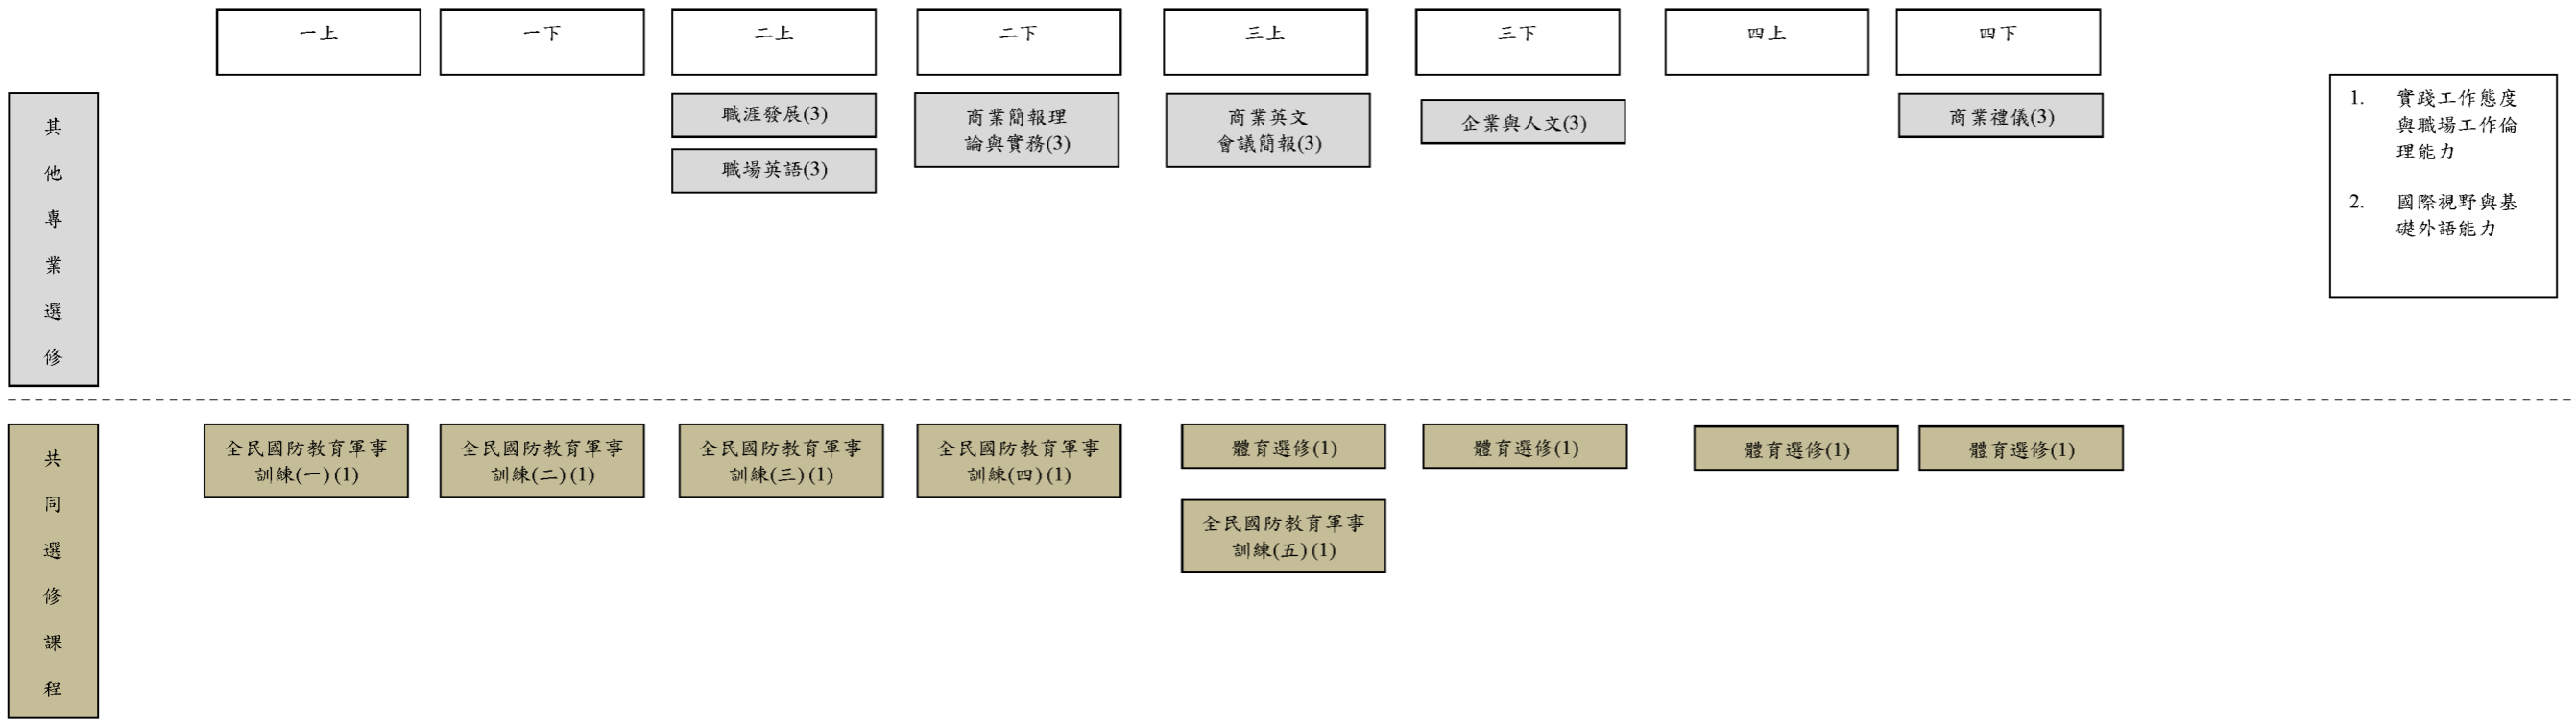 一上
一下
二上
二下
三上
三下
四上
四下
其他專業選修
職涯發展(3)
職場英語(3)
商業簡報理
論與實務(3)
商業英文
會議簡報(3)
企業與人文(3)
商業禮儀(3)
1. 實踐工作態度
與職場工作倫
理能力
2. 國際視野與基
礎外語能力
共同選修課程
全民國防教育軍事
訓練(一)(1)
全民國防教育軍事
訓練(二)(1)
全民國防教育軍事
訓練(三)(1)
全民國防教育軍事
訓練(四)(1)
體育選修(1)
全民國防教育軍事
訓練(五)(1)
體育選修(1)
體育選修(1)
體育選修(1)